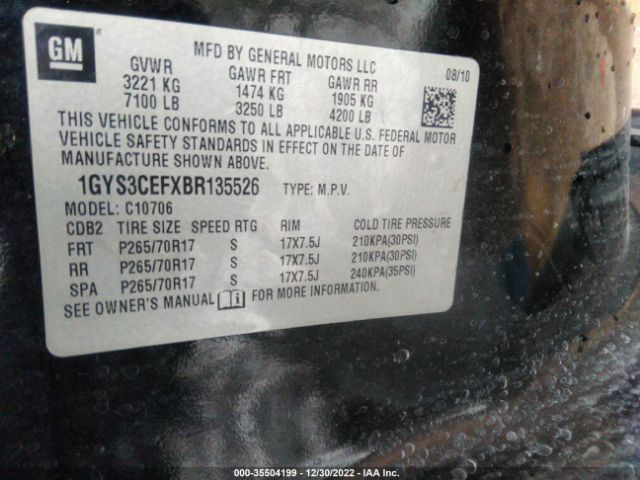 GM
MFD BY GENERAL MOTORS LLC
08/10
GVWR GAWR FRT GAWR RR
3221 KG 1474 KG 1905 KG
7100 LB 3250 LB 4200 LB
THIS VEHICLE CONFORMS TO ALL APPLICABLE U.S. FEDERAL MOTOR
VEHICLE SAFETY STANDARDS IN EFFECT ON THE DATE OF
MANUFACTURE SHOWN ABOVE.
1GYS3CEFXBR135526 TYPE: M.P.V.
MODEL: C10706
CDB2 TIRE SIZE SPEED RTG RIM COLD TIRE PRESSURE
FRT P265/70R17 S 17X7.5J 210KPA(30PSI)
RR P265/70R17 S 17X7.5J 210KPA(30PSI)
SPA P265/70R17 S 17X7.5J 240KPA(35PSI)
SEE OWNER'S MANUAL FOR MORE INFORMATION.
000-35504199 - 12/30/2022 - IAA Inc.